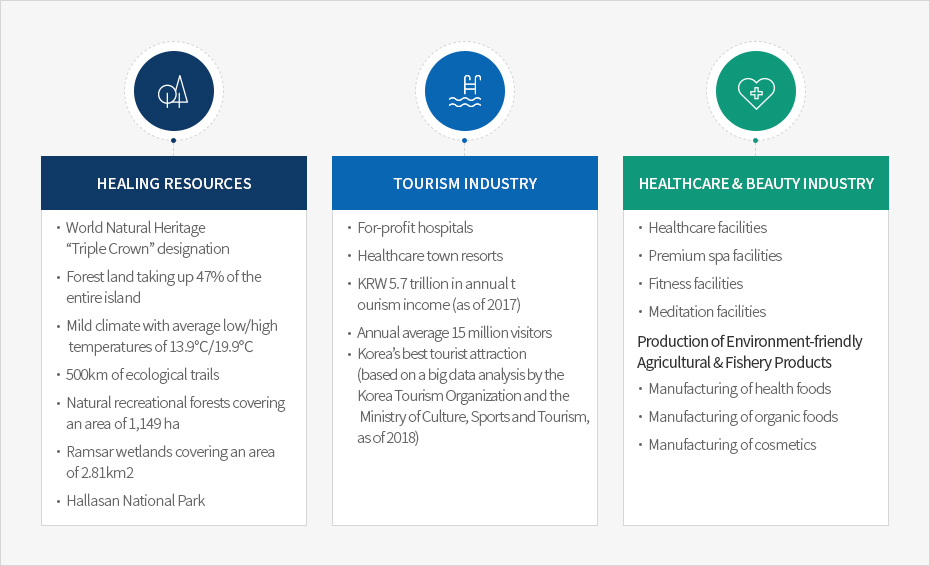 HEALING RESOURCES
• World Natural Heritage
“Triple Crown” designation
• Forest land taking up 47% of the
entire island
• Mild climate with average low/high
temperatures of 13.9℃/19.9℃
• 500km of ecological trails
• Natural recreational forests covering
an area of 1,149 ha
• Ramsar wetlands covering an area
of 2.81km2
• Hallasan National Park
TOURISM INDUSTRY
• For-profit hospitals
• Healthcare town resorts
• KRW 5.7 trillion in annual t
ourism income (as of 2017)
• Annual average 15 million visitors
• Korea’s best tourist attraction
(based on a big data analysis by the
Korea Tourism Organization and the
Ministry of Culture, Sports and Tourism,
as of 2018)
HEALTHCARE & BEAUTY INDUSTRY
• Healthcare facilities
• Premium spa facilities
• Fitness facilities
• Meditation facilities
Production of Environment-friendly
Agricultural & Fishery Products
• Manufacturing of health foods
• Manufacturing of organic foods
• Manufacturing of cosmetics